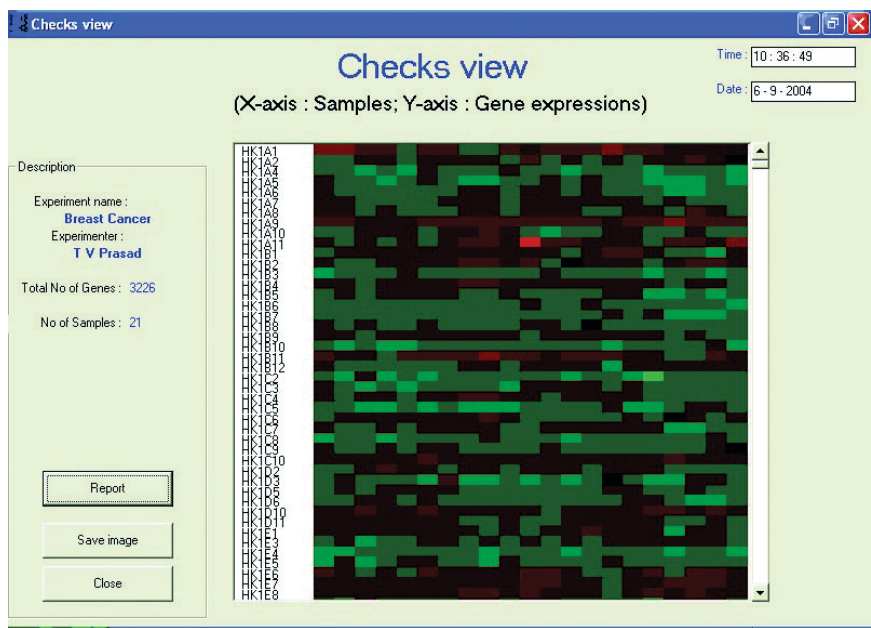 Checks view
Checks view
(X-axis : Samples; Y-axis : Gene expressions)
Time : 10 : 36 : 49
Date : 6 - 9 - 2004
Description
Experiment name :
Breast Cancer
Experimenter :
T V Prasad
Total No of Genes : 3226
No of Samples : 21
Report
Save image
Close
HK1A1
HK1A2
HK1A4
HK1A5
HK1A6
HK1A7
HK1A8
HK1A9
HK1A10
HK1A11
HK1B1
HK1B2
HK1B3
HK1B4
HK1B5
HK1B6
HK1B7
HK1B8
HK1B9
HK1B10
HK1B11
HK1B12
HK1C2
HK1C3
HK1C4
HK1C5
HK1C6
HK1C7
HK1C8
HK1C9
HK1C10
HK1D2
HK1D3
HK1D5
HK1D6
HK1D10
HK1D11
HK1E1
HK1E3
HK1E4
HK1E5
HK1E6
HK1E7
HK1E8